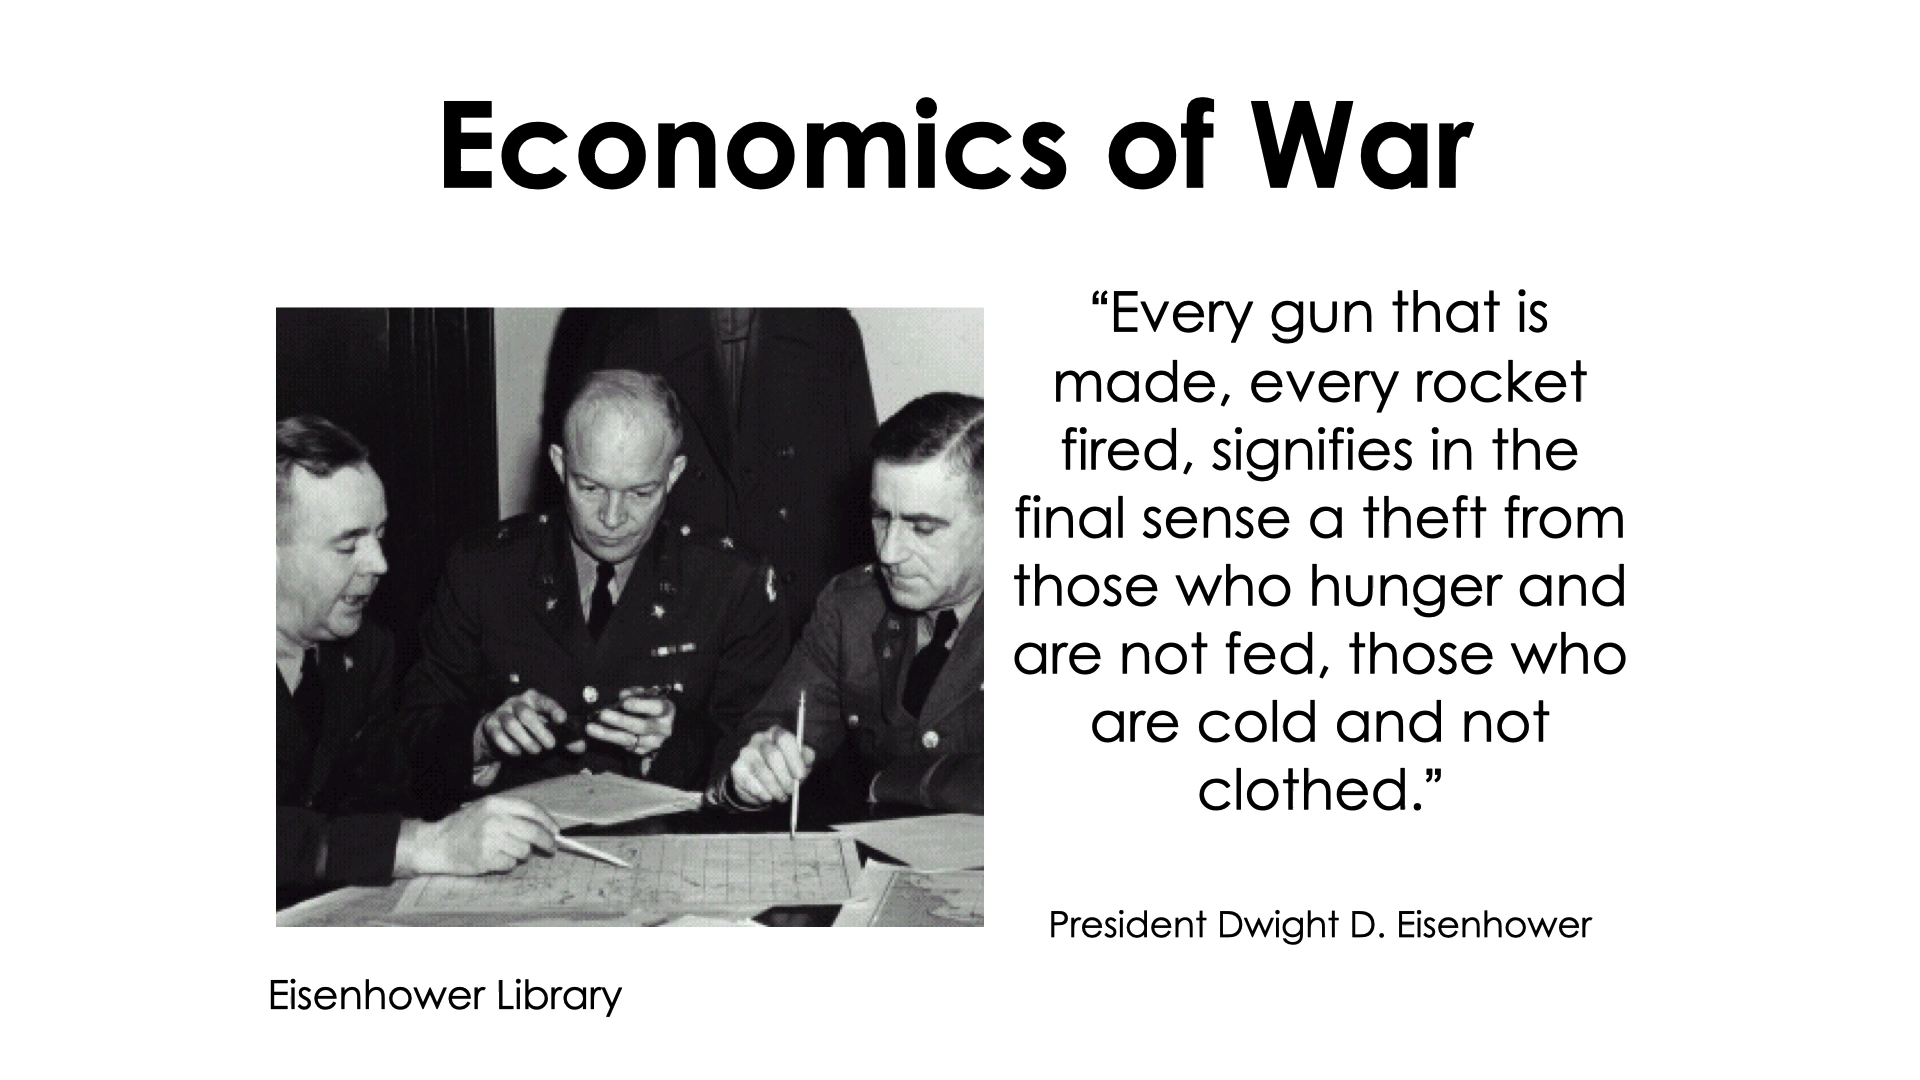 Economics of War
“Every gun that is
made, every rocket
fired, signifies in the
final sense a theft from
those who hunger and
are not fed, those who
are cold and not
clothed.”
President Dwight D. Eisenhower
Eisenhower Library